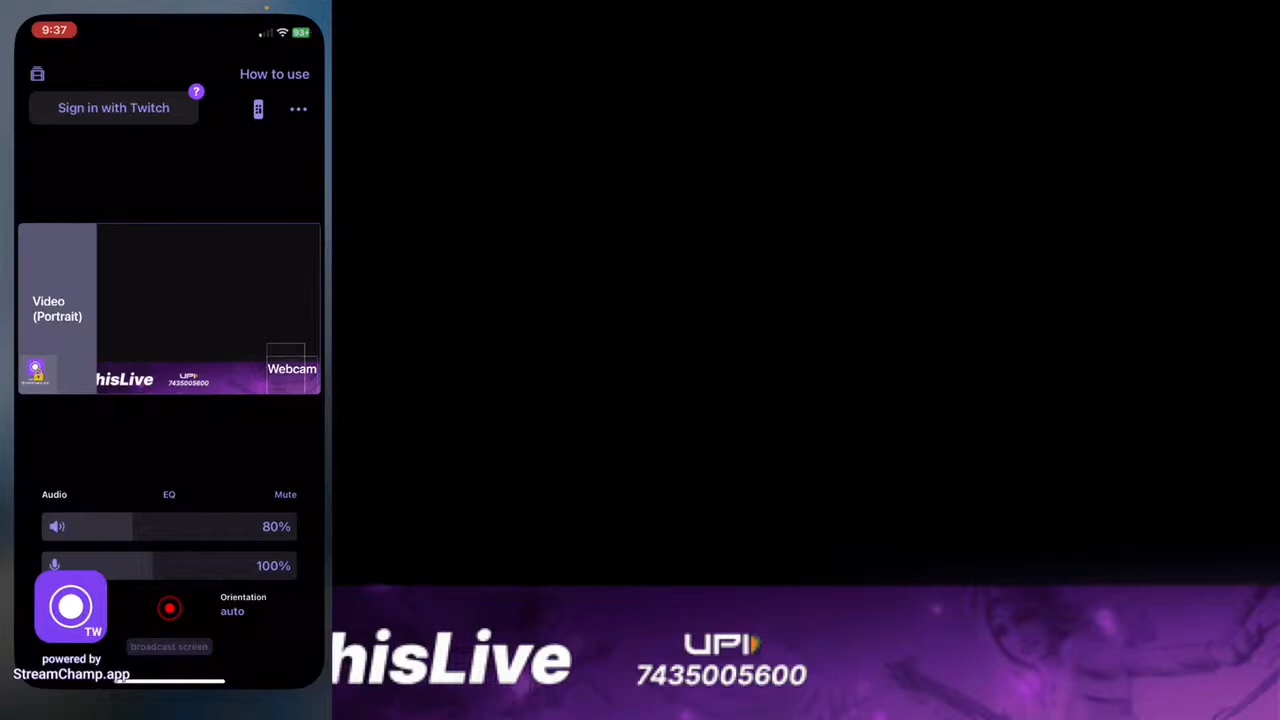 9:37
93+
How to use
Sign in with Twitch
?
Video
(Portrait)
Webcam
hisLive
UPI
7435005600
Audio
EQ
Mute
80%
100%
Orientation
auto
TW
broadcast screen
powered by
StreamChamp.app
hisLive
UPI
7435005600